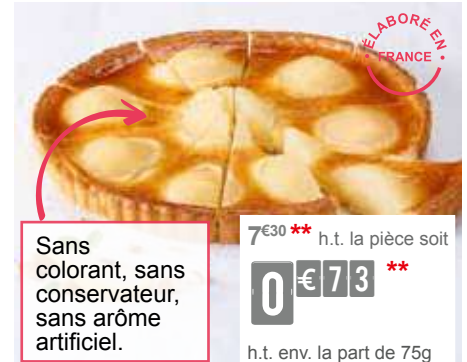 ÉLABORÉ EN
FRANCE
Sans
colorant, sans
conservateur,
sans arôme
artificiel.
7€30 ** h.t. la pièce soit
0€73 **
h.t. env. la part de 75g